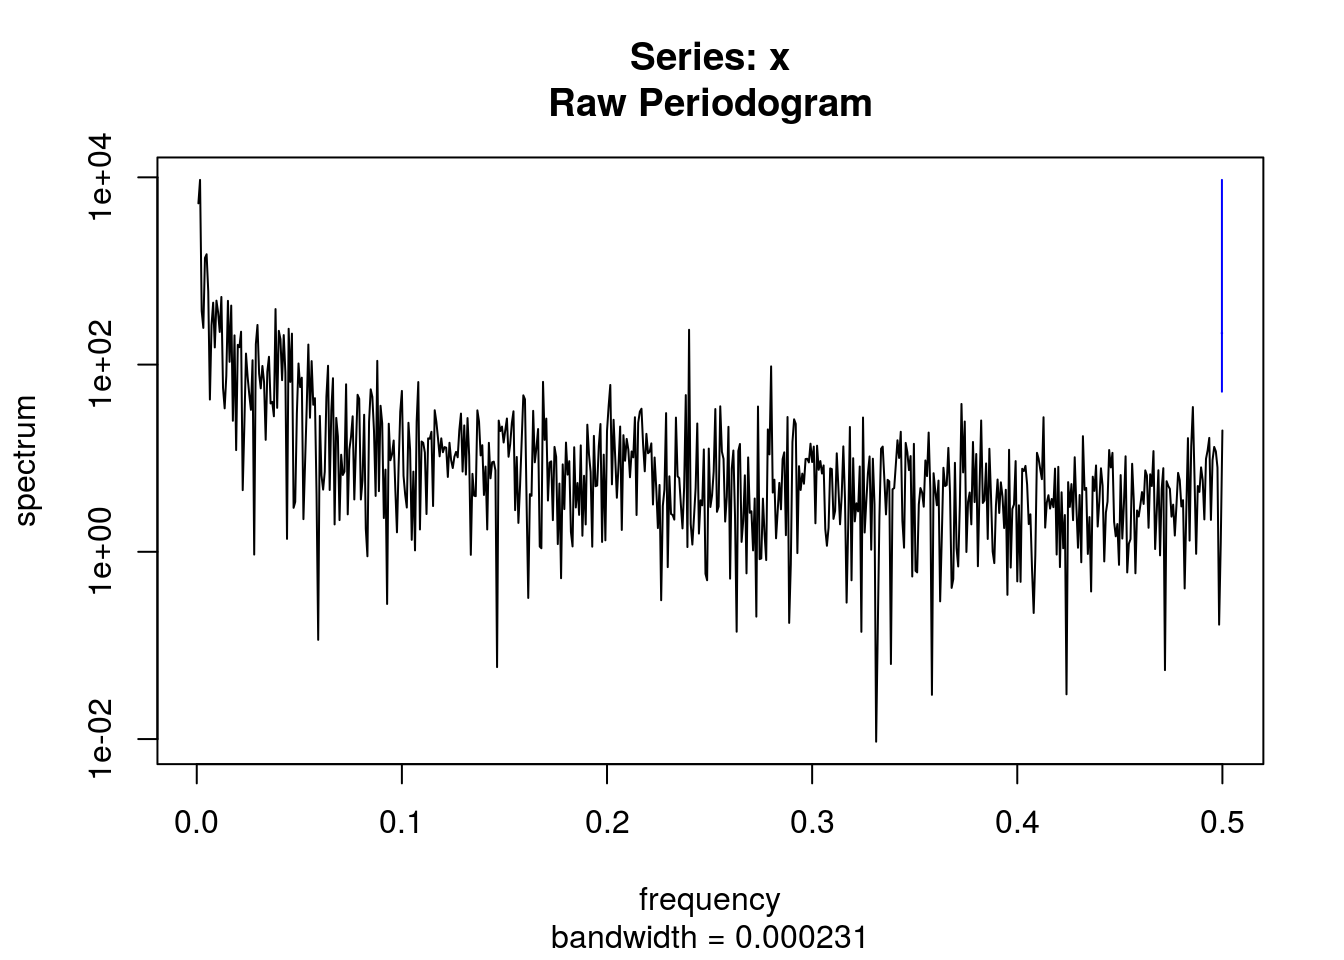 Series: x
Raw Periodogram
spectrum
1e+04
1e+02
1e+00
1e-02
0.0 0.1 0.2 0.3 0.4 0.5
frequency
bandwidth = 0.000231